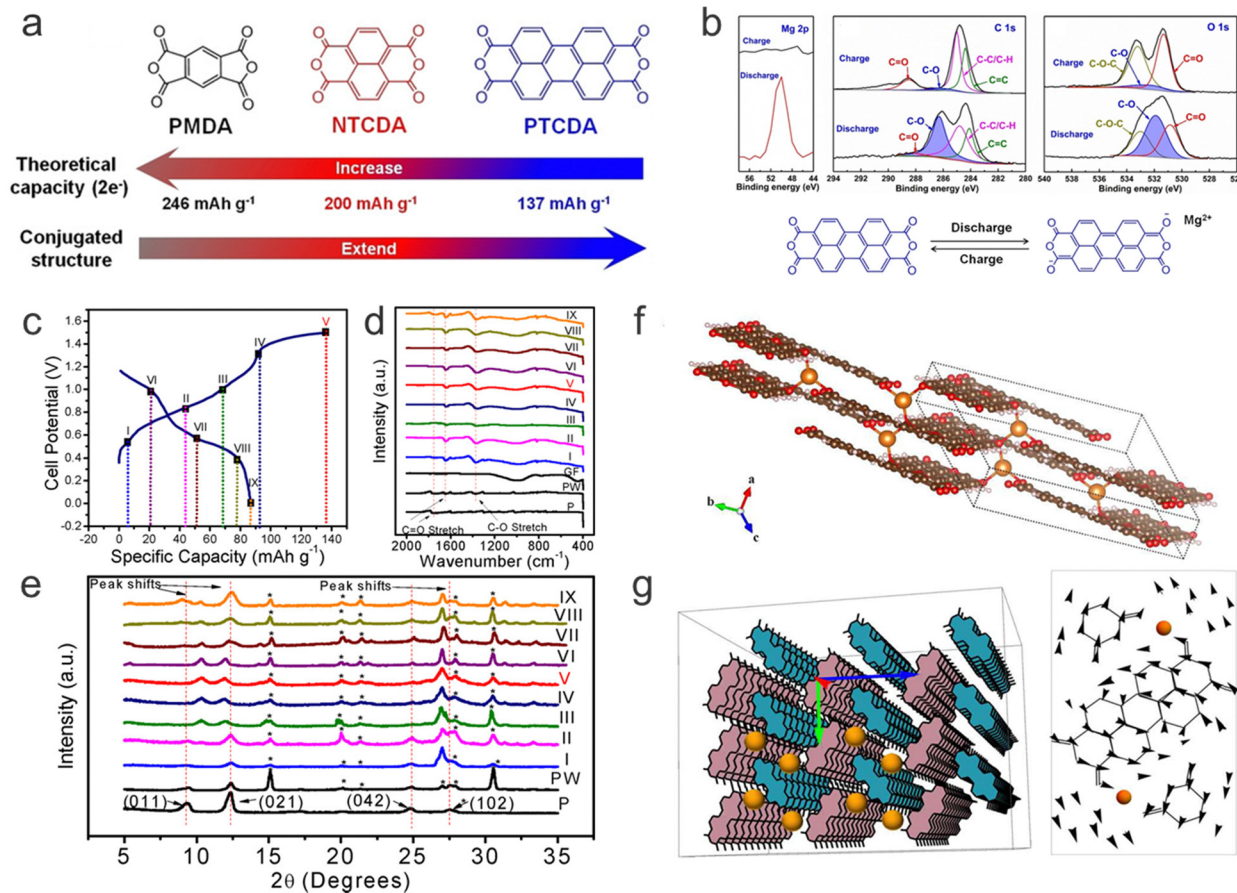 a
PMDA
NTCDA
PTCDA
Theoretical capacity (2e-)
Increase
246 mAh g-1
200 mAh g-1
137 mAh g-1
Conjugated structure
Extend
b
Mg 2p
Charge
Discharge
56 52 48 44
Binding energy (eV)
C 1s
Charge
C=O
C-O
C-C/C-H
C=C
Discharge
C-O
C=O
C-C/C-H
C=C
294 292 290 288 286 284 282 280
Binding energy (eV)
O 1s
Charge
C-O
C-O-C
C=O
Discharge
C-O
C-O-C
C=O
540 538 536 534 532 530 528 526
Binding energy (eV)
Discharge
Charge
Mg2+
c
Cell Potential (V)
1.6
1.4
1.2
1.0
0.8
0.6
0.4
0.2
0.0
-0.2
I
II
III
IV
V
VI
VII
VIII
IX
0 20 40 60 80 100 120 140
Specific Capacity (mAh g-1)
d
Intensity (a.u.)
IX
VIII
VII
VI
V
IV
III
II
I
GF
PW
P
C=O Stretch
C-O Stretch
2000 1600 1200 800 400
Wavenumber (cm-1)
e
Intensity (a.u.)
Peak shifts
Peak shifts
IX
VIII
VII
VI
V
IV
III
II
I
PW
P
(011)
(021)
(042)
(102)
5 10 15 20 25 30 35
2θ (Degrees)
f
a
b
c
g